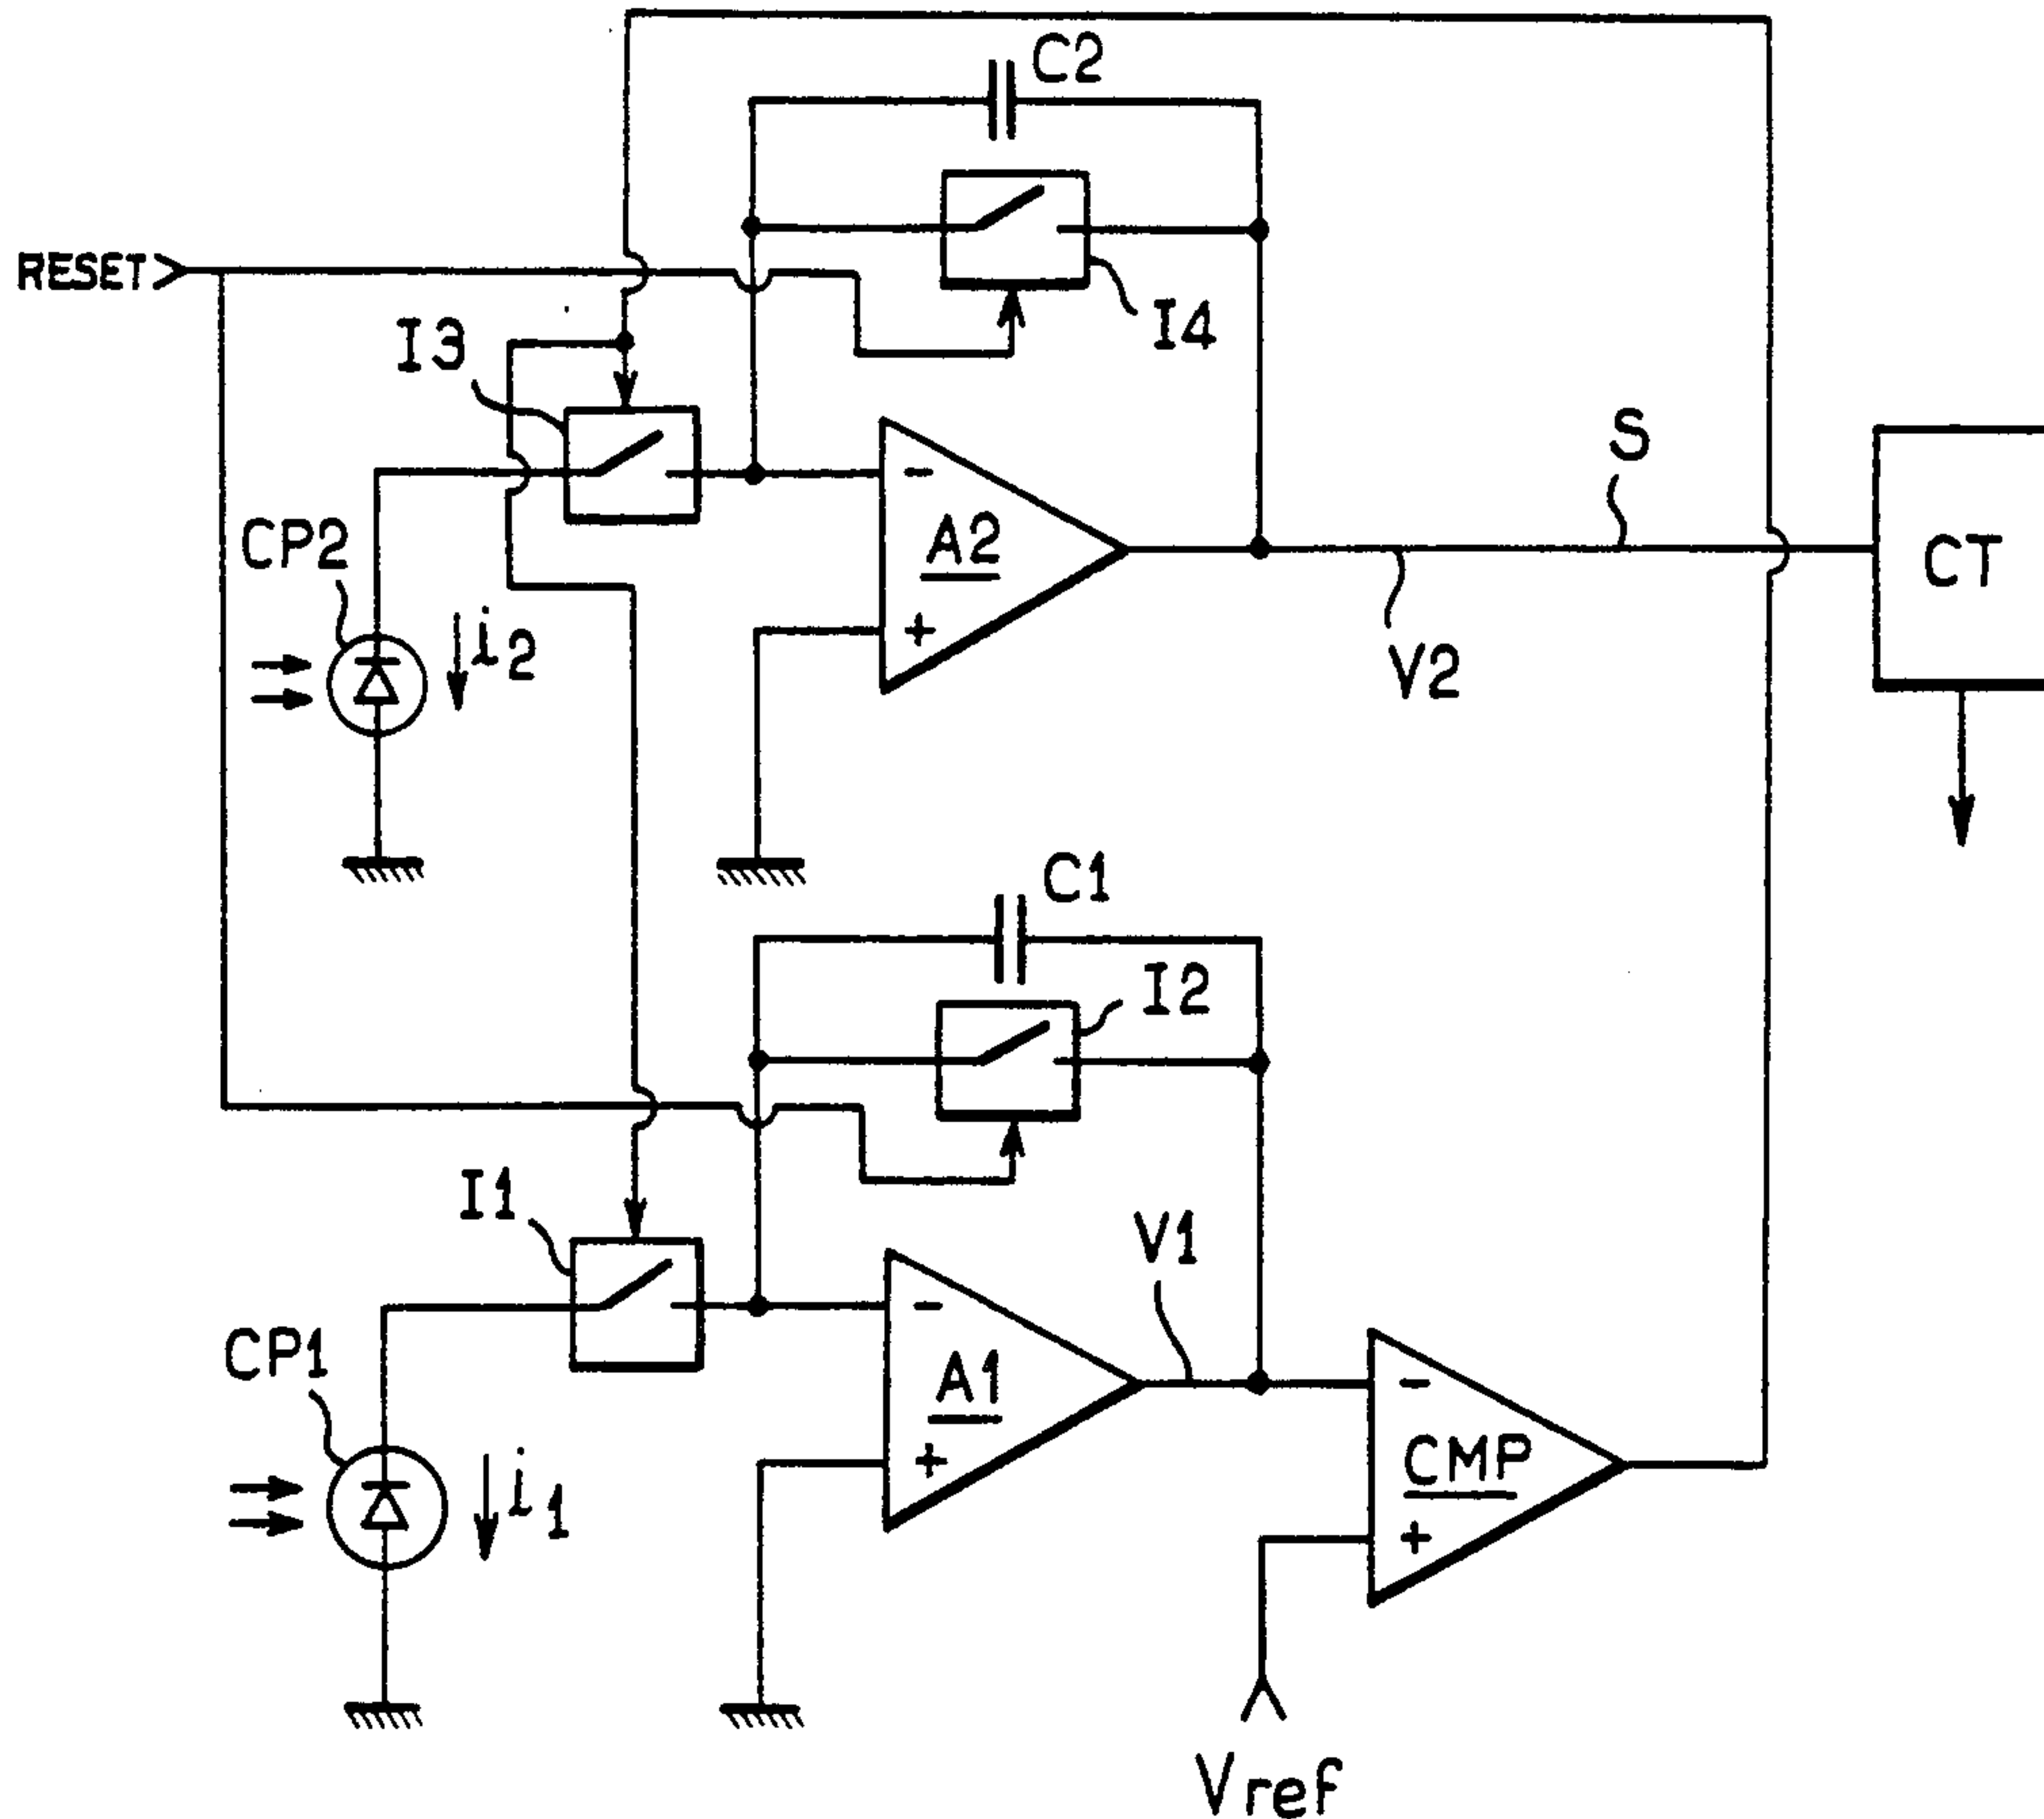 C2
RESET
I4
I3
S
CP2
A2
-
+
CT
i2
V2
C1
I2
I1
V1
CP1
A1
-
+
CMP
-
+
i1
Vref